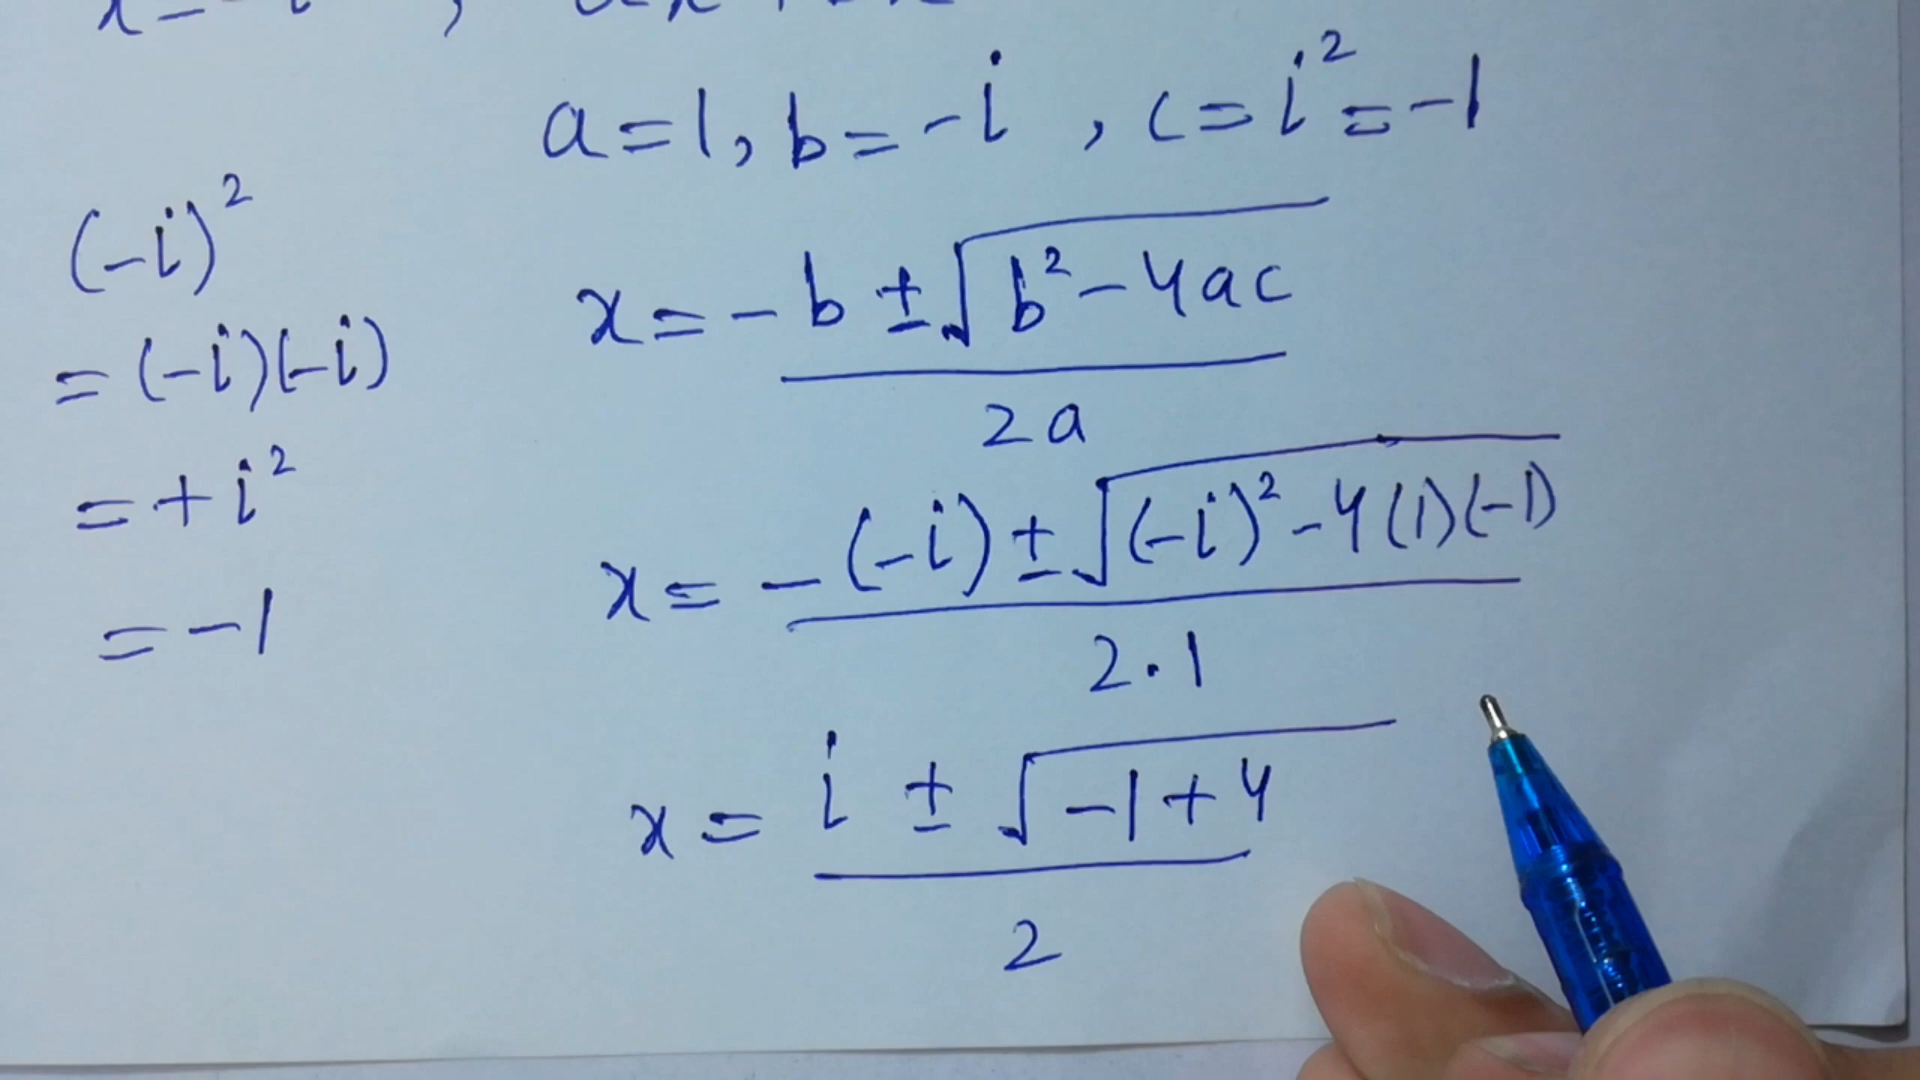 a=1, b=-i , c=i²=-1
x=-b±√b²-4ac
2a
x=-(-i)±√(-i)²-4(1)(-1)
2·1
x=i±√-1+4
2
(-i)²
=(-i)(-i)
=+i²
=-1